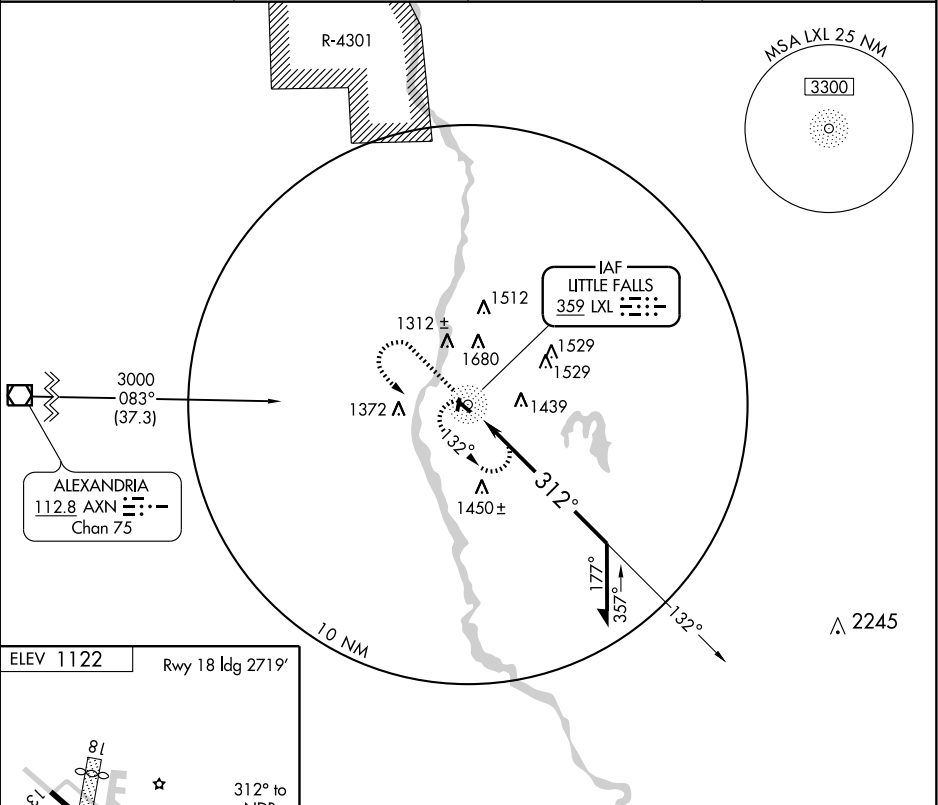 R-4301
MSA LXL 25 NM
3300
IAF
LITTLE FALLS
359 LXL
1512
1312 ±
1680
1529
1529
1439
1372
3000
083°
(37.3)
132°
312°
1450 ±
ALEXANDRIA
112.8 AXN
Chan 75
177°
357°
132°
2245
10 NM
ELEV 1122
Rwy 18 ldg 2719'
18
13
312° to
NDB